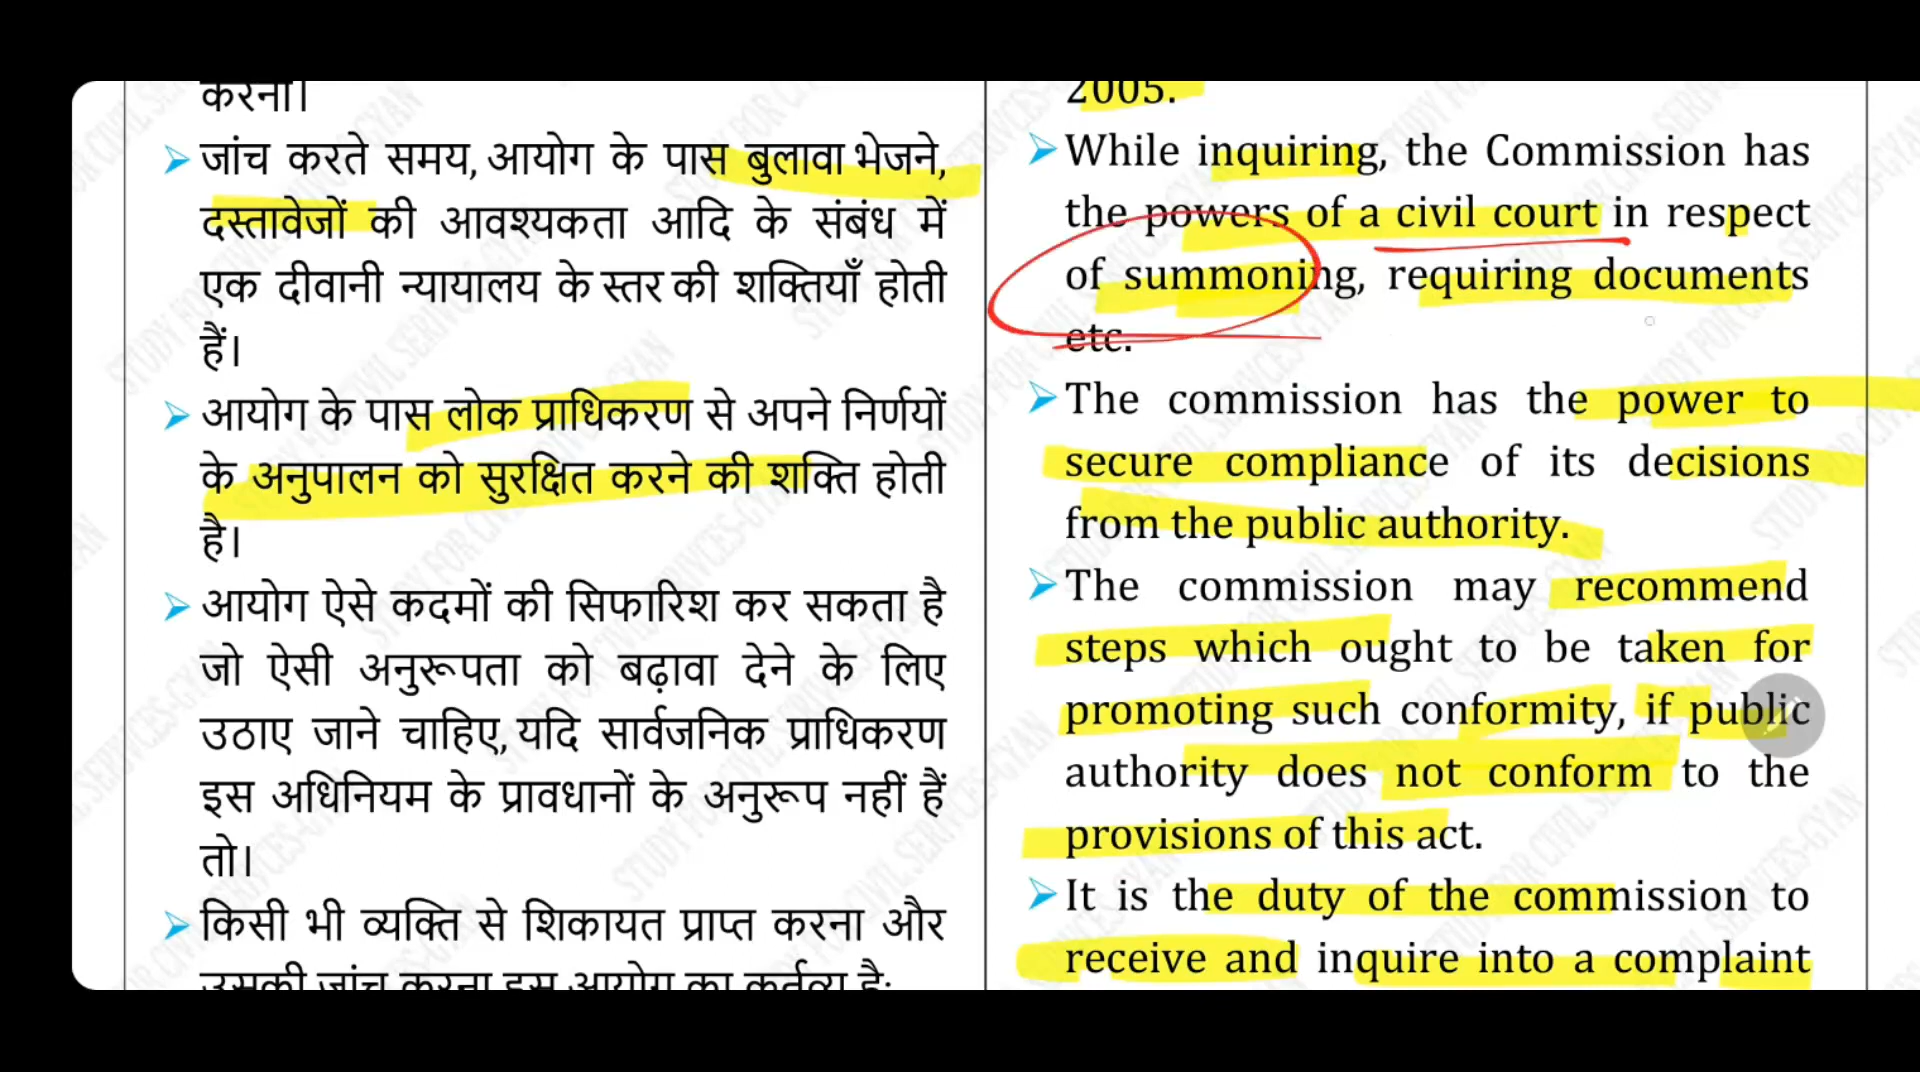 करना।
जांच करते समय, आयोग के पास बुलावा भेजने,
दस्तावेजों की आवश्यकता आदि के संबंध में
एक दीवानी न्यायालय के स्तर की शक्तियाँ होती
हैं।
आयोग के पास लोक प्राधिकरण से अपने निर्णयों
के अनुपालन को सुरक्षित करने की शक्ति होती
है।
आयोग ऐसे कदमों की सिफारिश कर सकता है
जो ऐसी अनुरूपता को बढ़ावा देने के लिए
उठाए जाने चाहिए, यदि सार्वजनिक प्राधिकरण
इस अधिनियम के प्रावधानों के अनुरूप नहीं हैं
तो।
किसी भी व्यक्ति से शिकायत प्राप्त करना और
उसकी जांच करना इस आयोग का कर्तव्य है:
2005.
While inquiring, the Commission has
the powers of a civil court in respect
of summoning, requiring documents
etc.
The commission has the power to
secure compliance of its decisions
from the public authority.
The commission may recommend
steps which ought to be taken for
promoting such conformity, if public
authority does not conform to the
provisions of this act.
It is the duty of the commission to
receive and inquire into a complaint